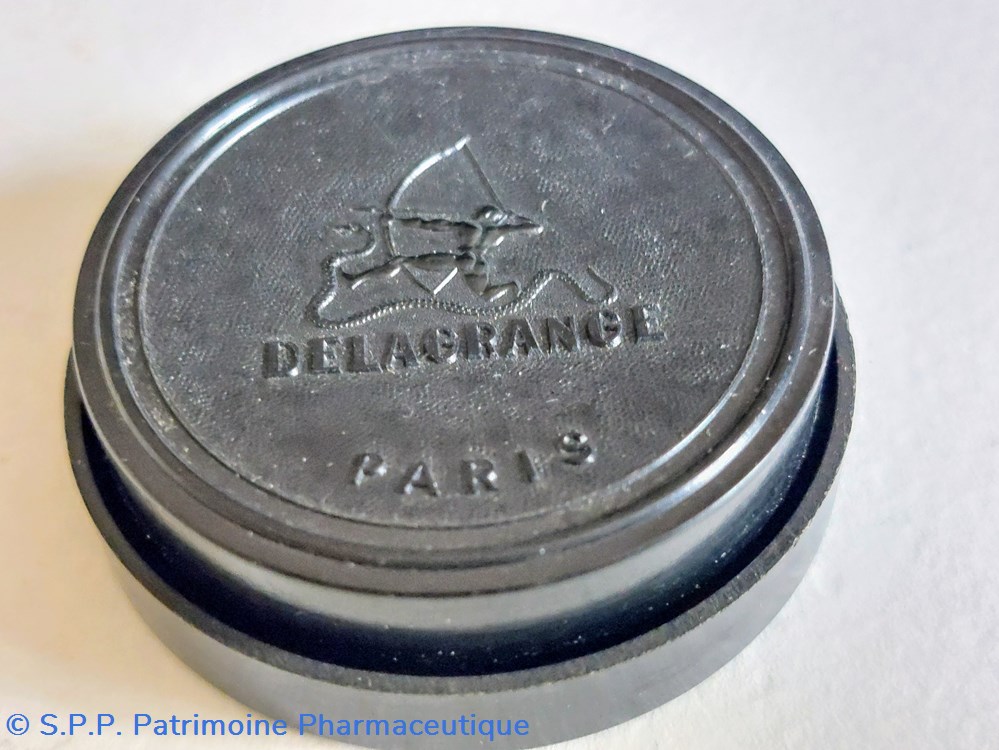 DELAGRANGE
PARIS
© S.P.P. Patrimoine Pharmaceutique